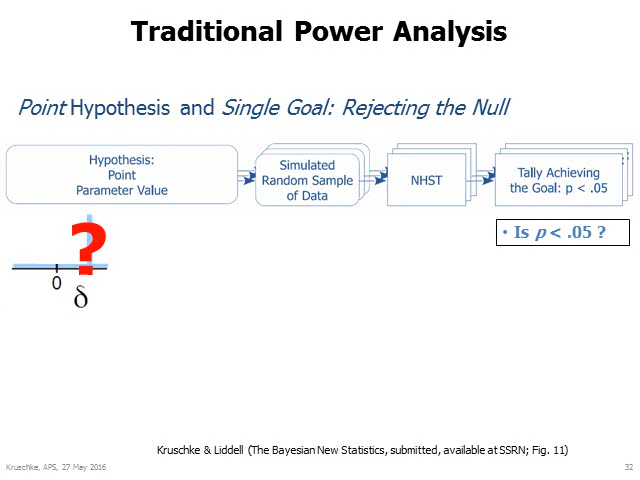 Traditional Power Analysis
Point Hypothesis and Single Goal: Rejecting the Null
Hypothesis:
Point
Parameter Value
Simulated
Random Sample
of Data
NHST
Tally Achieving
the Goal: p < .05
• Is p < .05 ?
?
0
δ
Kruschke & Liddell (The Bayesian New Statistics, submitted, available at SSRN; Fig. 11)
Kruschke, APS, 27 May 2016
32